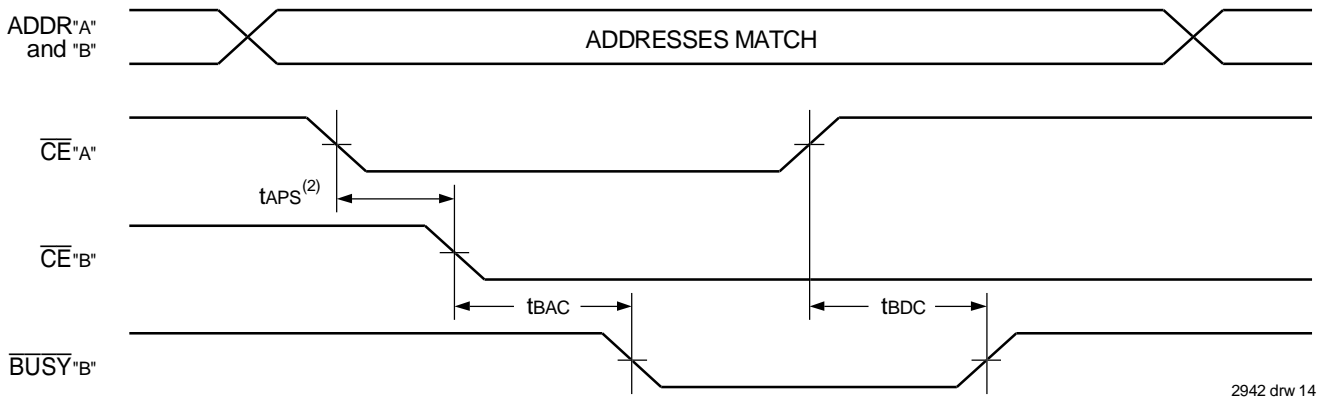 ADDR"A"
and "B"
ADDRESSES MATCH
CE"A"
tAPS(2)
CE"B"
tBAC
tBDC
BUSY"B"
2942 drw 14